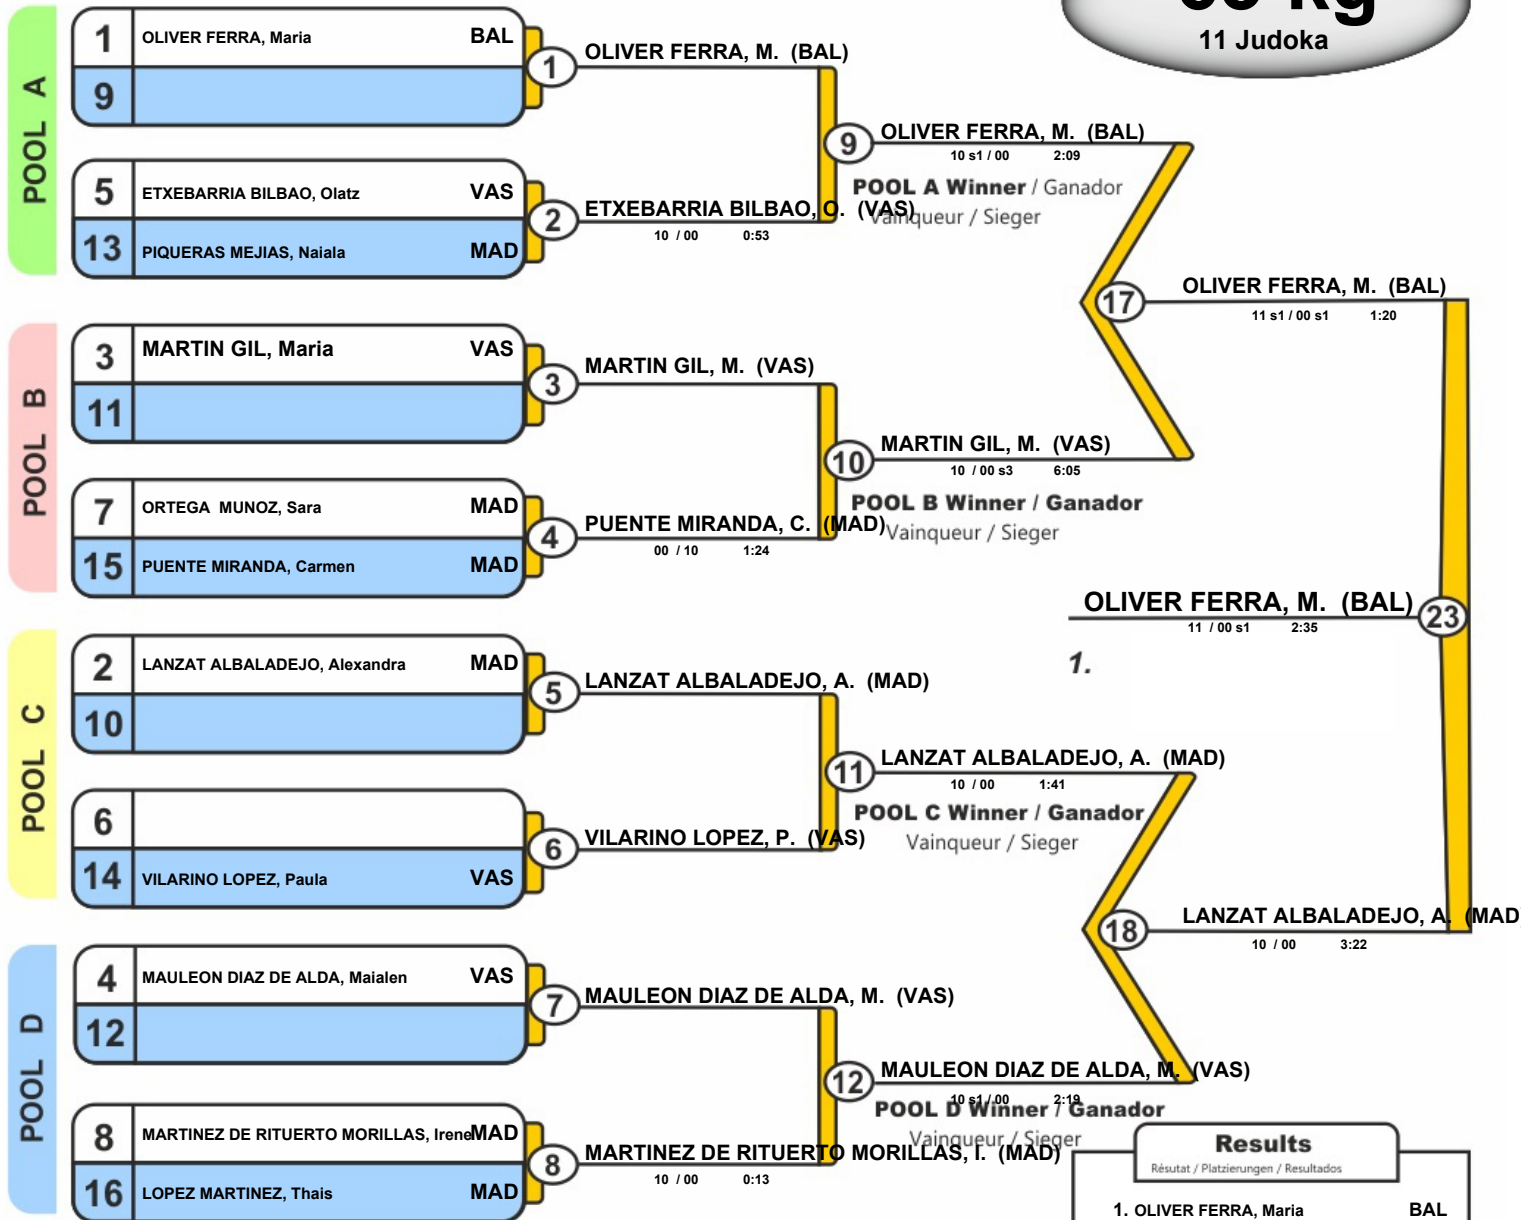 11 Judoka
POOL A
1 OLIVER FERRA, Maria BAL
9
5 ETXEBARRIA BILBAO, Olatz VAS
13 PIQUERAS MEJIAS, Naiala MAD
POOL B
3 MARTIN GIL, Maria VAS
11
7 ORTEGA MUNOZ, Sara MAD
15 PUENTE MIRANDA, Carmen MAD
POOL C
2 LANZAT ALBALADEJO, Alexandra MAD
10
6
14 VILARINO LOPEZ, Paula VAS
POOL D
4 MAULEON DIAZ DE ALDA, Maialen VAS
12
8 MARTINEZ DE RITUERTO MORILLAS, Irene MAD
16 LOPEZ MARTINEZ, Thais MAD
1 OLIVER FERRA, M. (BAL)
2 ETXEBARRIA BILBAO, O. (VAS)
10 / 00 0:53
3 MARTIN GIL, M. (VAS)
4 PUENTE MIRANDA, C. (MAD)
00 / 10 1:24
5 LANZAT ALBALADEJO, A. (MAD)
6 VILARINO LOPEZ, P. (VAS)
7 MAULEON DIAZ DE ALDA, M. (VAS)
8 MARTINEZ DE RITUERTO MORILLAS, I. (MAD)
10 / 00 0:13
9 OLIVER FERRA, M. (BAL)
10 s1 / 00 2:09
POOL A Winner / Ganador
Vainqueur / Sieger
10 MARTIN GIL, M. (VAS)
10 / 00 s3 6:05
POOL B Winner / Ganador
Vainqueur / Sieger
11 LANZAT ALBALADEJO, A. (MAD)
10 / 00 1:41
POOL C Winner / Ganador
Vainqueur / Sieger
12 MAULEON DIAZ DE ALDA, M. (VAS)
10 s1 / 00 2:19
POOL D Winner / Ganador
Vainqueur / Sieger
17 OLIVER FERRA, M. (BAL)
11 s1 / 00 s1 1:20
18 LANZAT ALBALADEJO, A. (MAD
10 / 00 3:22
OLIVER FERRA, M. (BAL) 23
11 / 00 s1 2:35
1.
Results
Résutat / Platzierungen / Resultados
1. OLIVER FERRA, Maria BAL